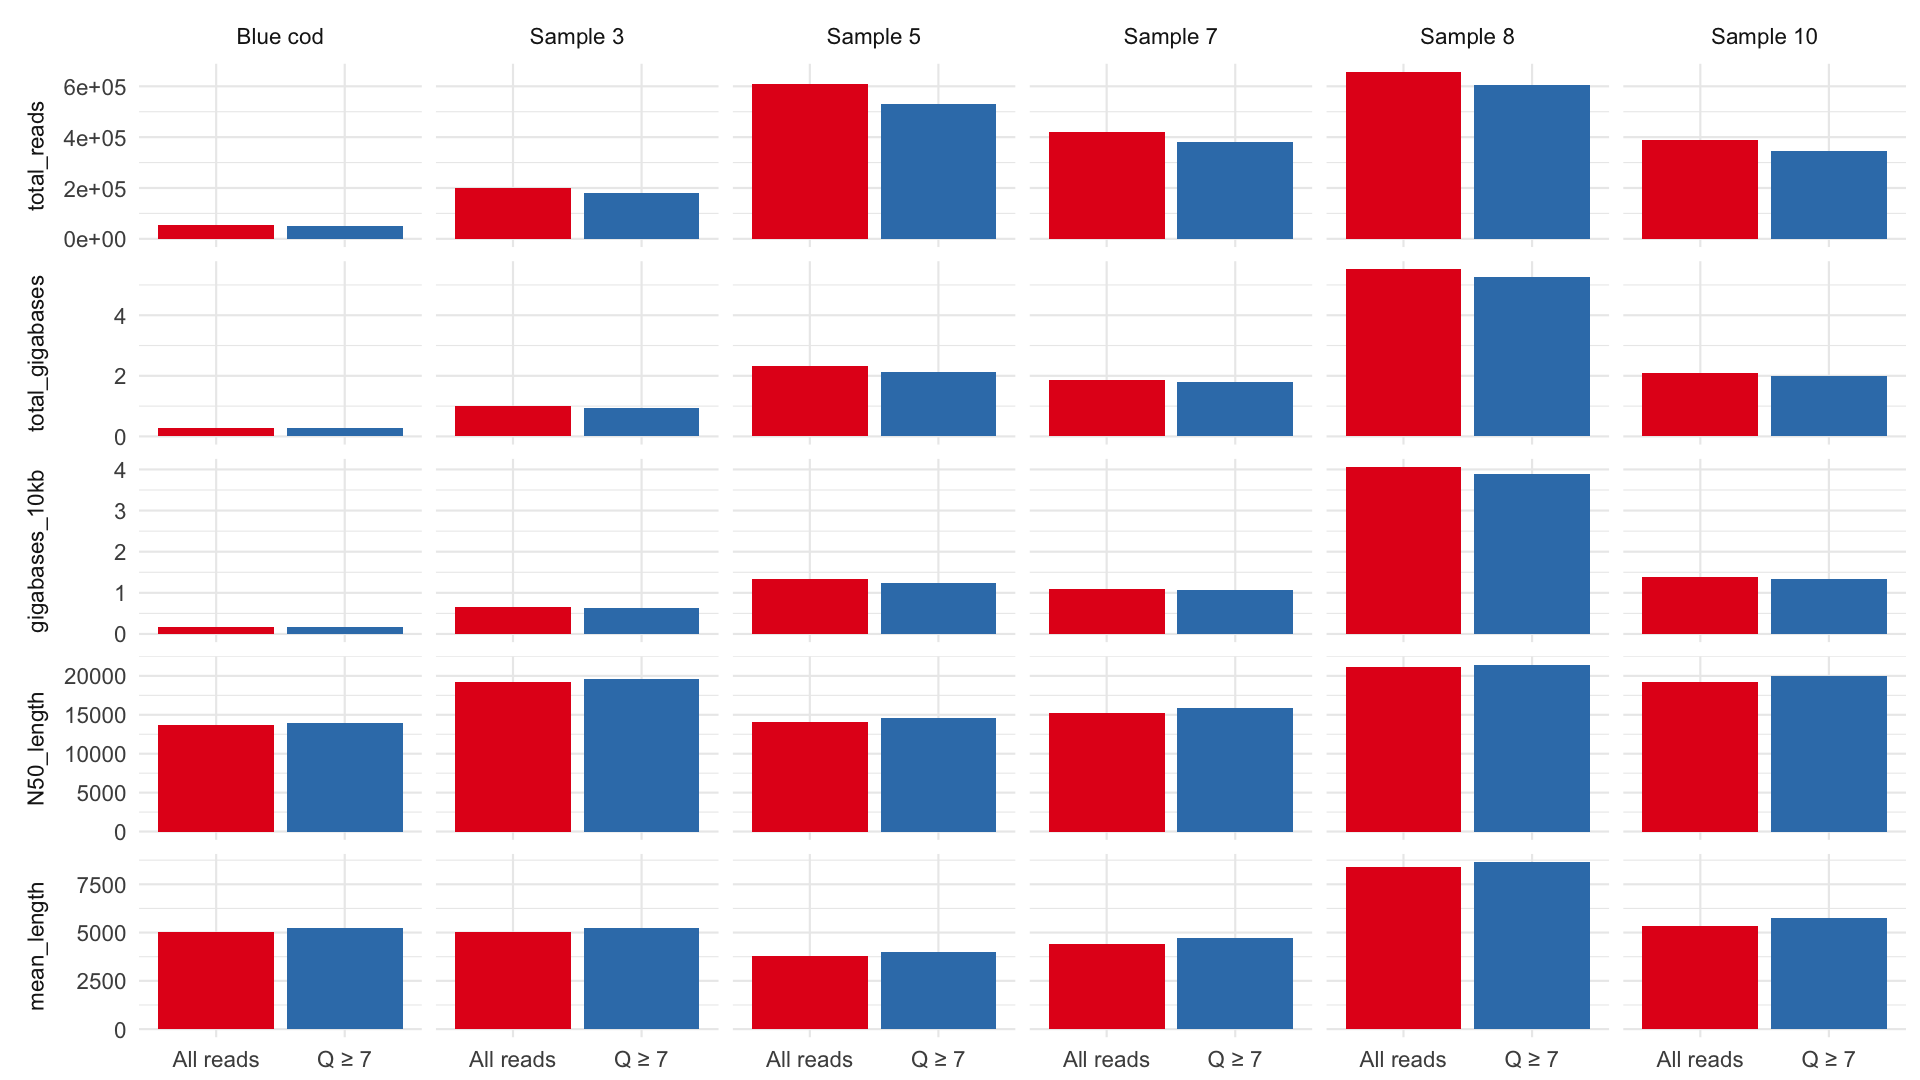 Blue cod Sample 3 Sample 5 Sample 7 Sample 8 Sample 10
total_reads
6e+05
4e+05
2e+05
0e+00
total_gigabases
4
2
0
gigabases_10kb
4
3
2
1
0
N50_length
20000
15000
10000
5000
0
mean_length
7500
5000
2500
0
All reads Q ≥ 7 All reads Q ≥ 7 All reads Q ≥ 7 All reads Q ≥ 7 All reads Q ≥ 7 All reads Q ≥ 7